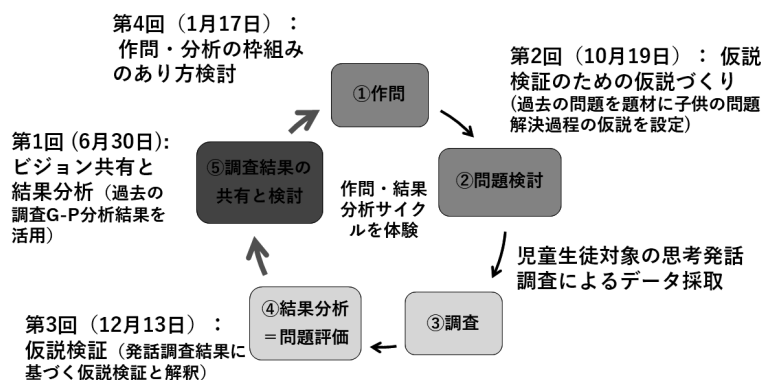 第4回（1月17日）：
作問・分析の枠組み
のあり方検討
①作問
第2回（10月19日）： 仮説
検証のための仮説づくり
(過去の問題を題材に子供の問題
解決過程の仮説を設定)
②問題検討
児童生徒対象の思考発話
調査によるデータ採取
③調査
④結果分析
＝問題評価
第3回（12月13日）：
仮説検証（発話調査結果に
基づく仮説検証と解釈）
第1回 (6月30日):
ビジョン共有と
結果分析（過去の
調査G-P分析結果を
活用）
⑤調査結果の
共有と検討
作問・結果
分析サイク
ルを体験